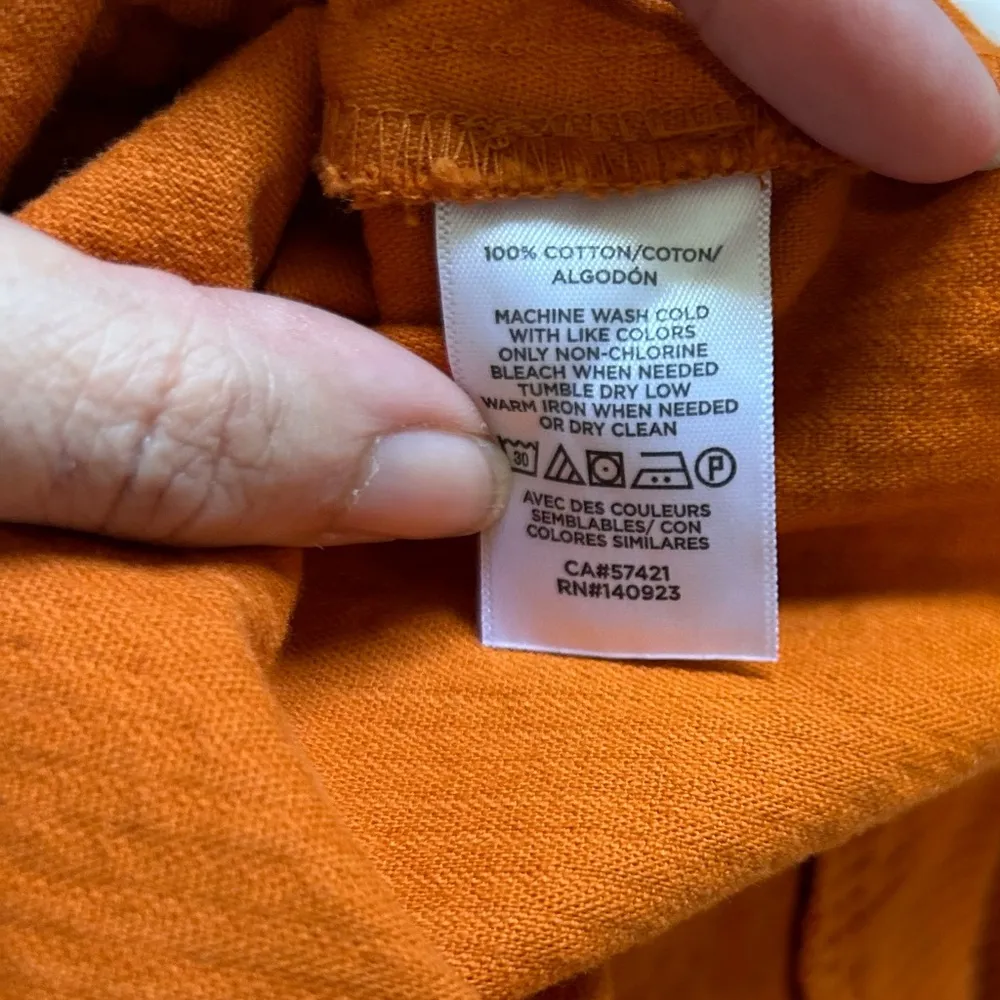 100% COTTON/COTON/
ALGODÓN
MACHINE WASH COLD
WITH LIKE COLORS
ONLY NON-CHLORINE
BLEACH WHEN NEEDED
TUMBLE DRY LOW
WARM IRON WHEN NEEDED
OR DRY CLEAN
30 P
AVEC DES COULEURS
SEMBLABLES/ CON
COLORES SIMILARES
CA#57421
RN#140923